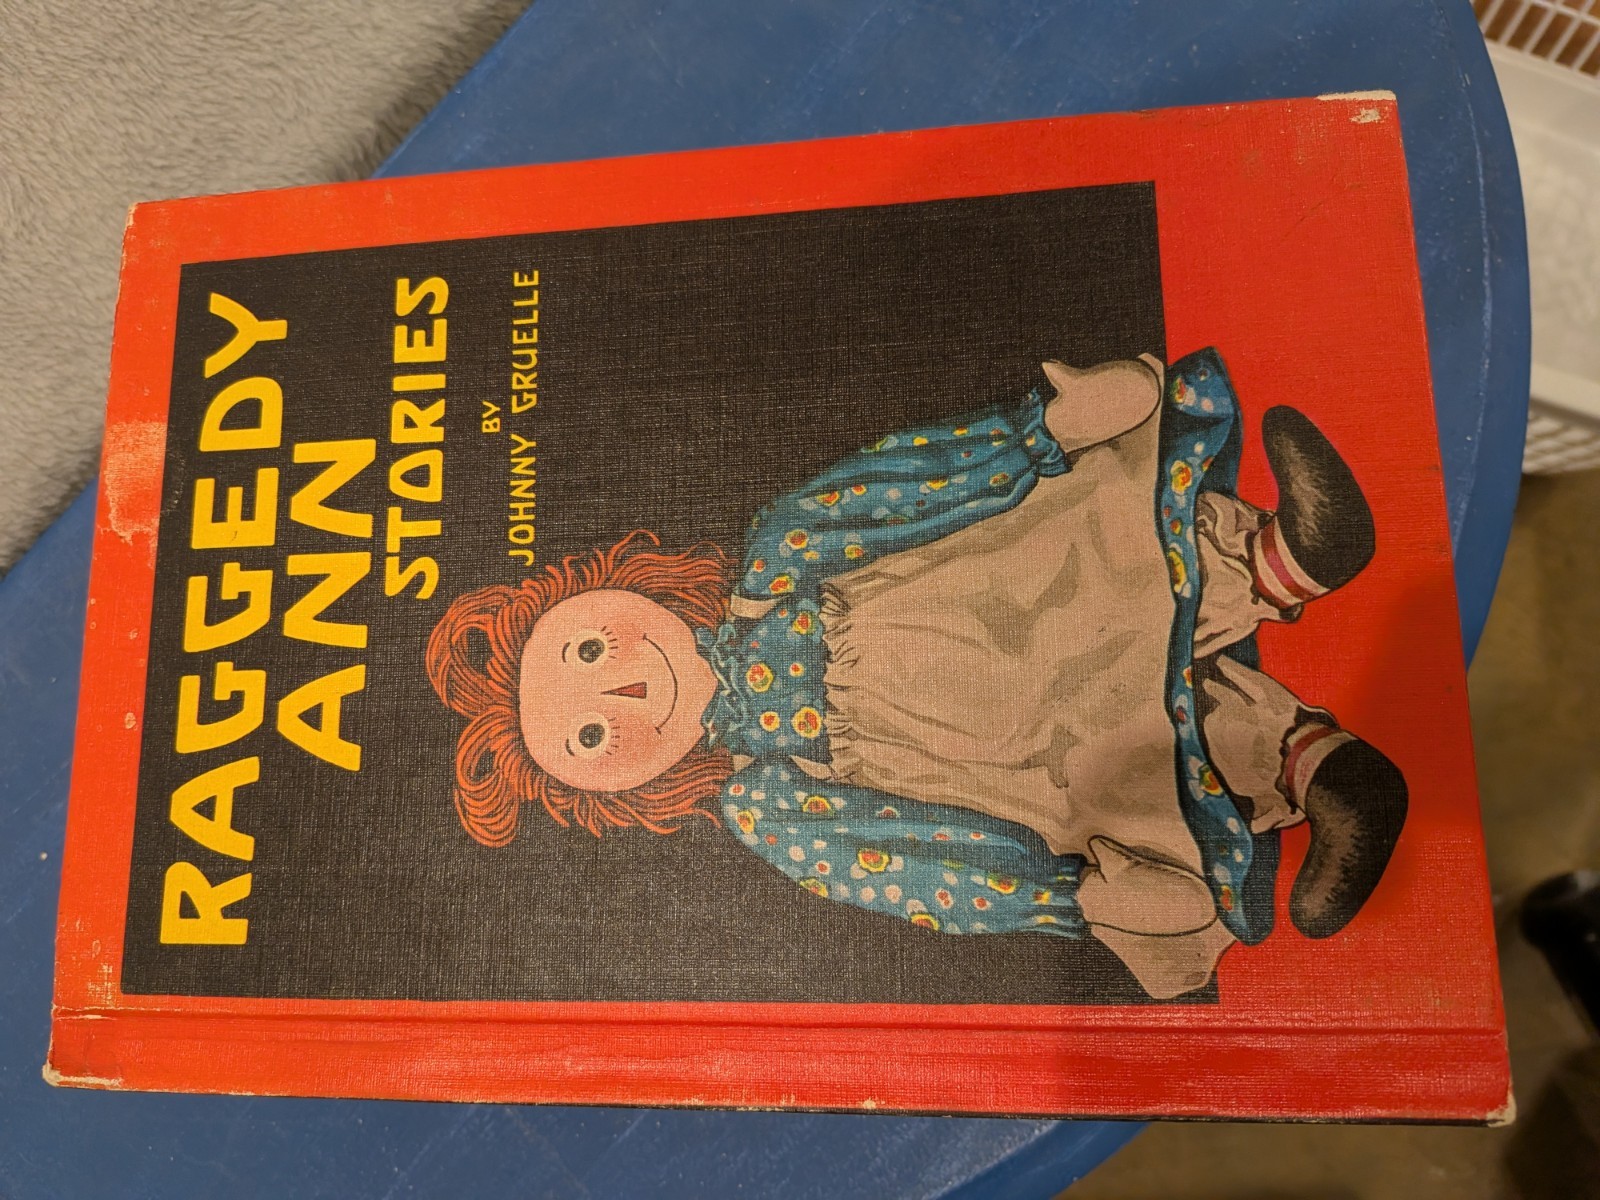 RAGGEDY
ANN
STORIES
BY
JOHNNY GRUELLE